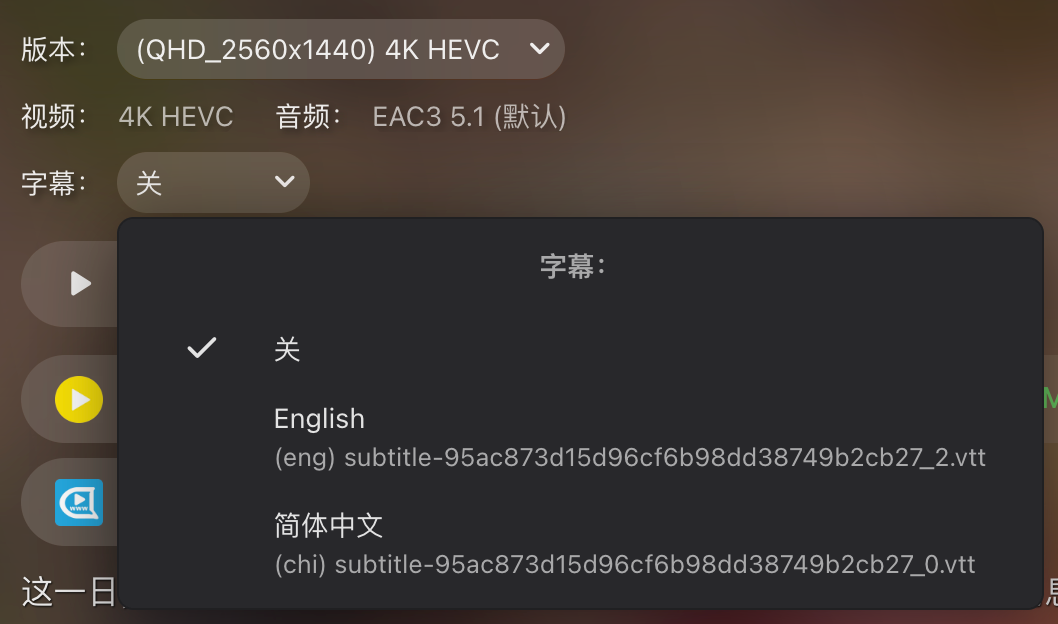 版本： (QHD_2560x1440) 4K HEVC
视频： 4K HEVC 音频： EAC3 5.1 (默认)
字幕： 关
字幕：
关
English
(eng) subtitle-95ac873d15d96cf6b98dd38749b2cb27_2.vtt
简体中文
(chi) subtitle-95ac873d15d96cf6b98dd38749b2cb27_0.vtt
www
这一日